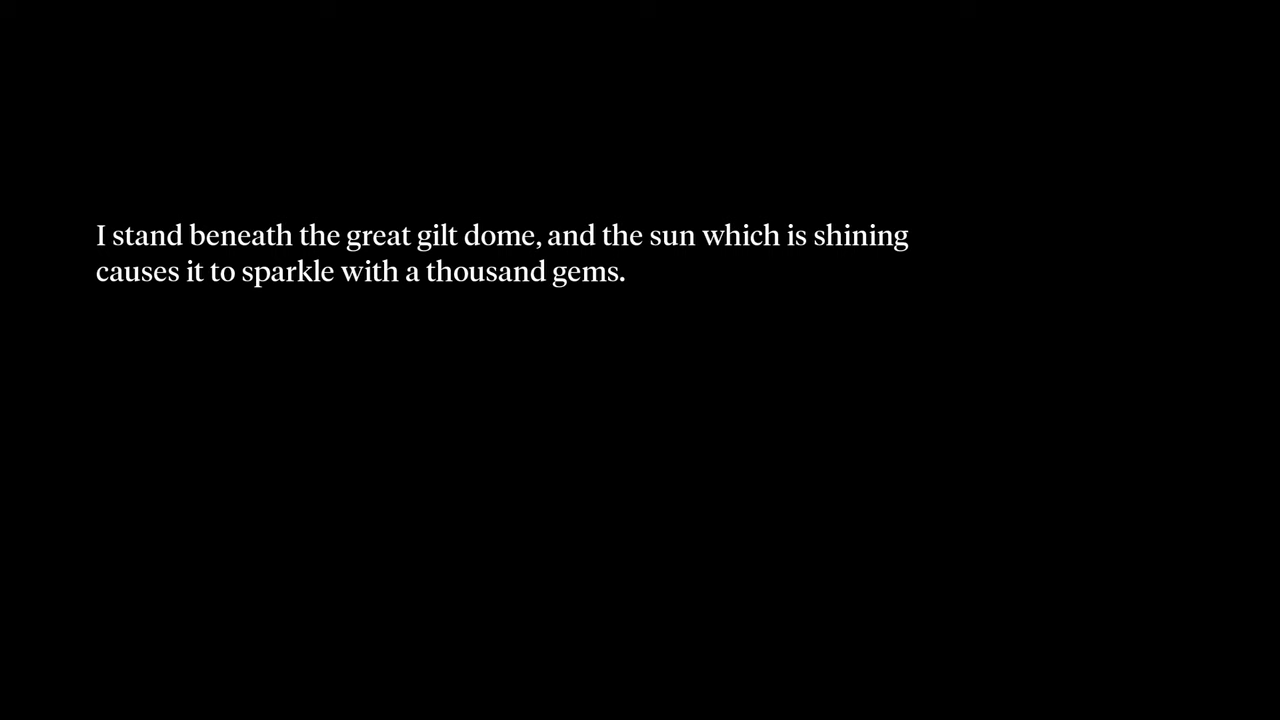 I stand beneath the great gilt dome, and the sun which is shining
causes it to sparkle with a thousand gems.